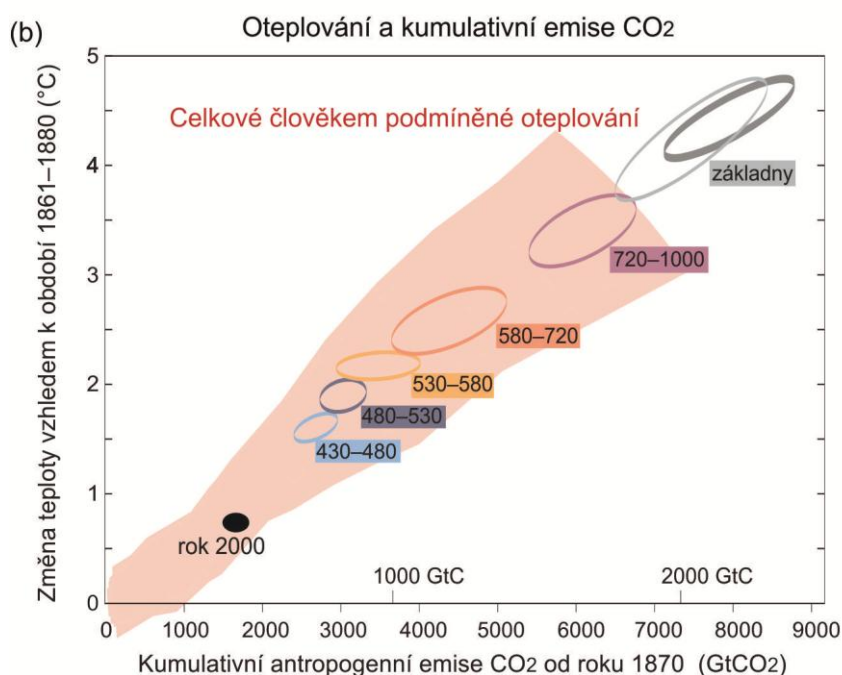 (b)
Oteplování a kumulativní emise CO2
Změna teploty vzhledem k období 1861–1880 (°C)
5
4
3
2
1
0
Celkové člověkem podmíněné oteplování
základny
720–1000
580–720
530–580
480–530
430–480
rok 2000
1000 GtC
2000 GtC
0 1000 2000 3000 4000 5000 6000 7000 8000 9000
Kumulativní antropogenní emise CO2 od roku 1870 (GtCO2)